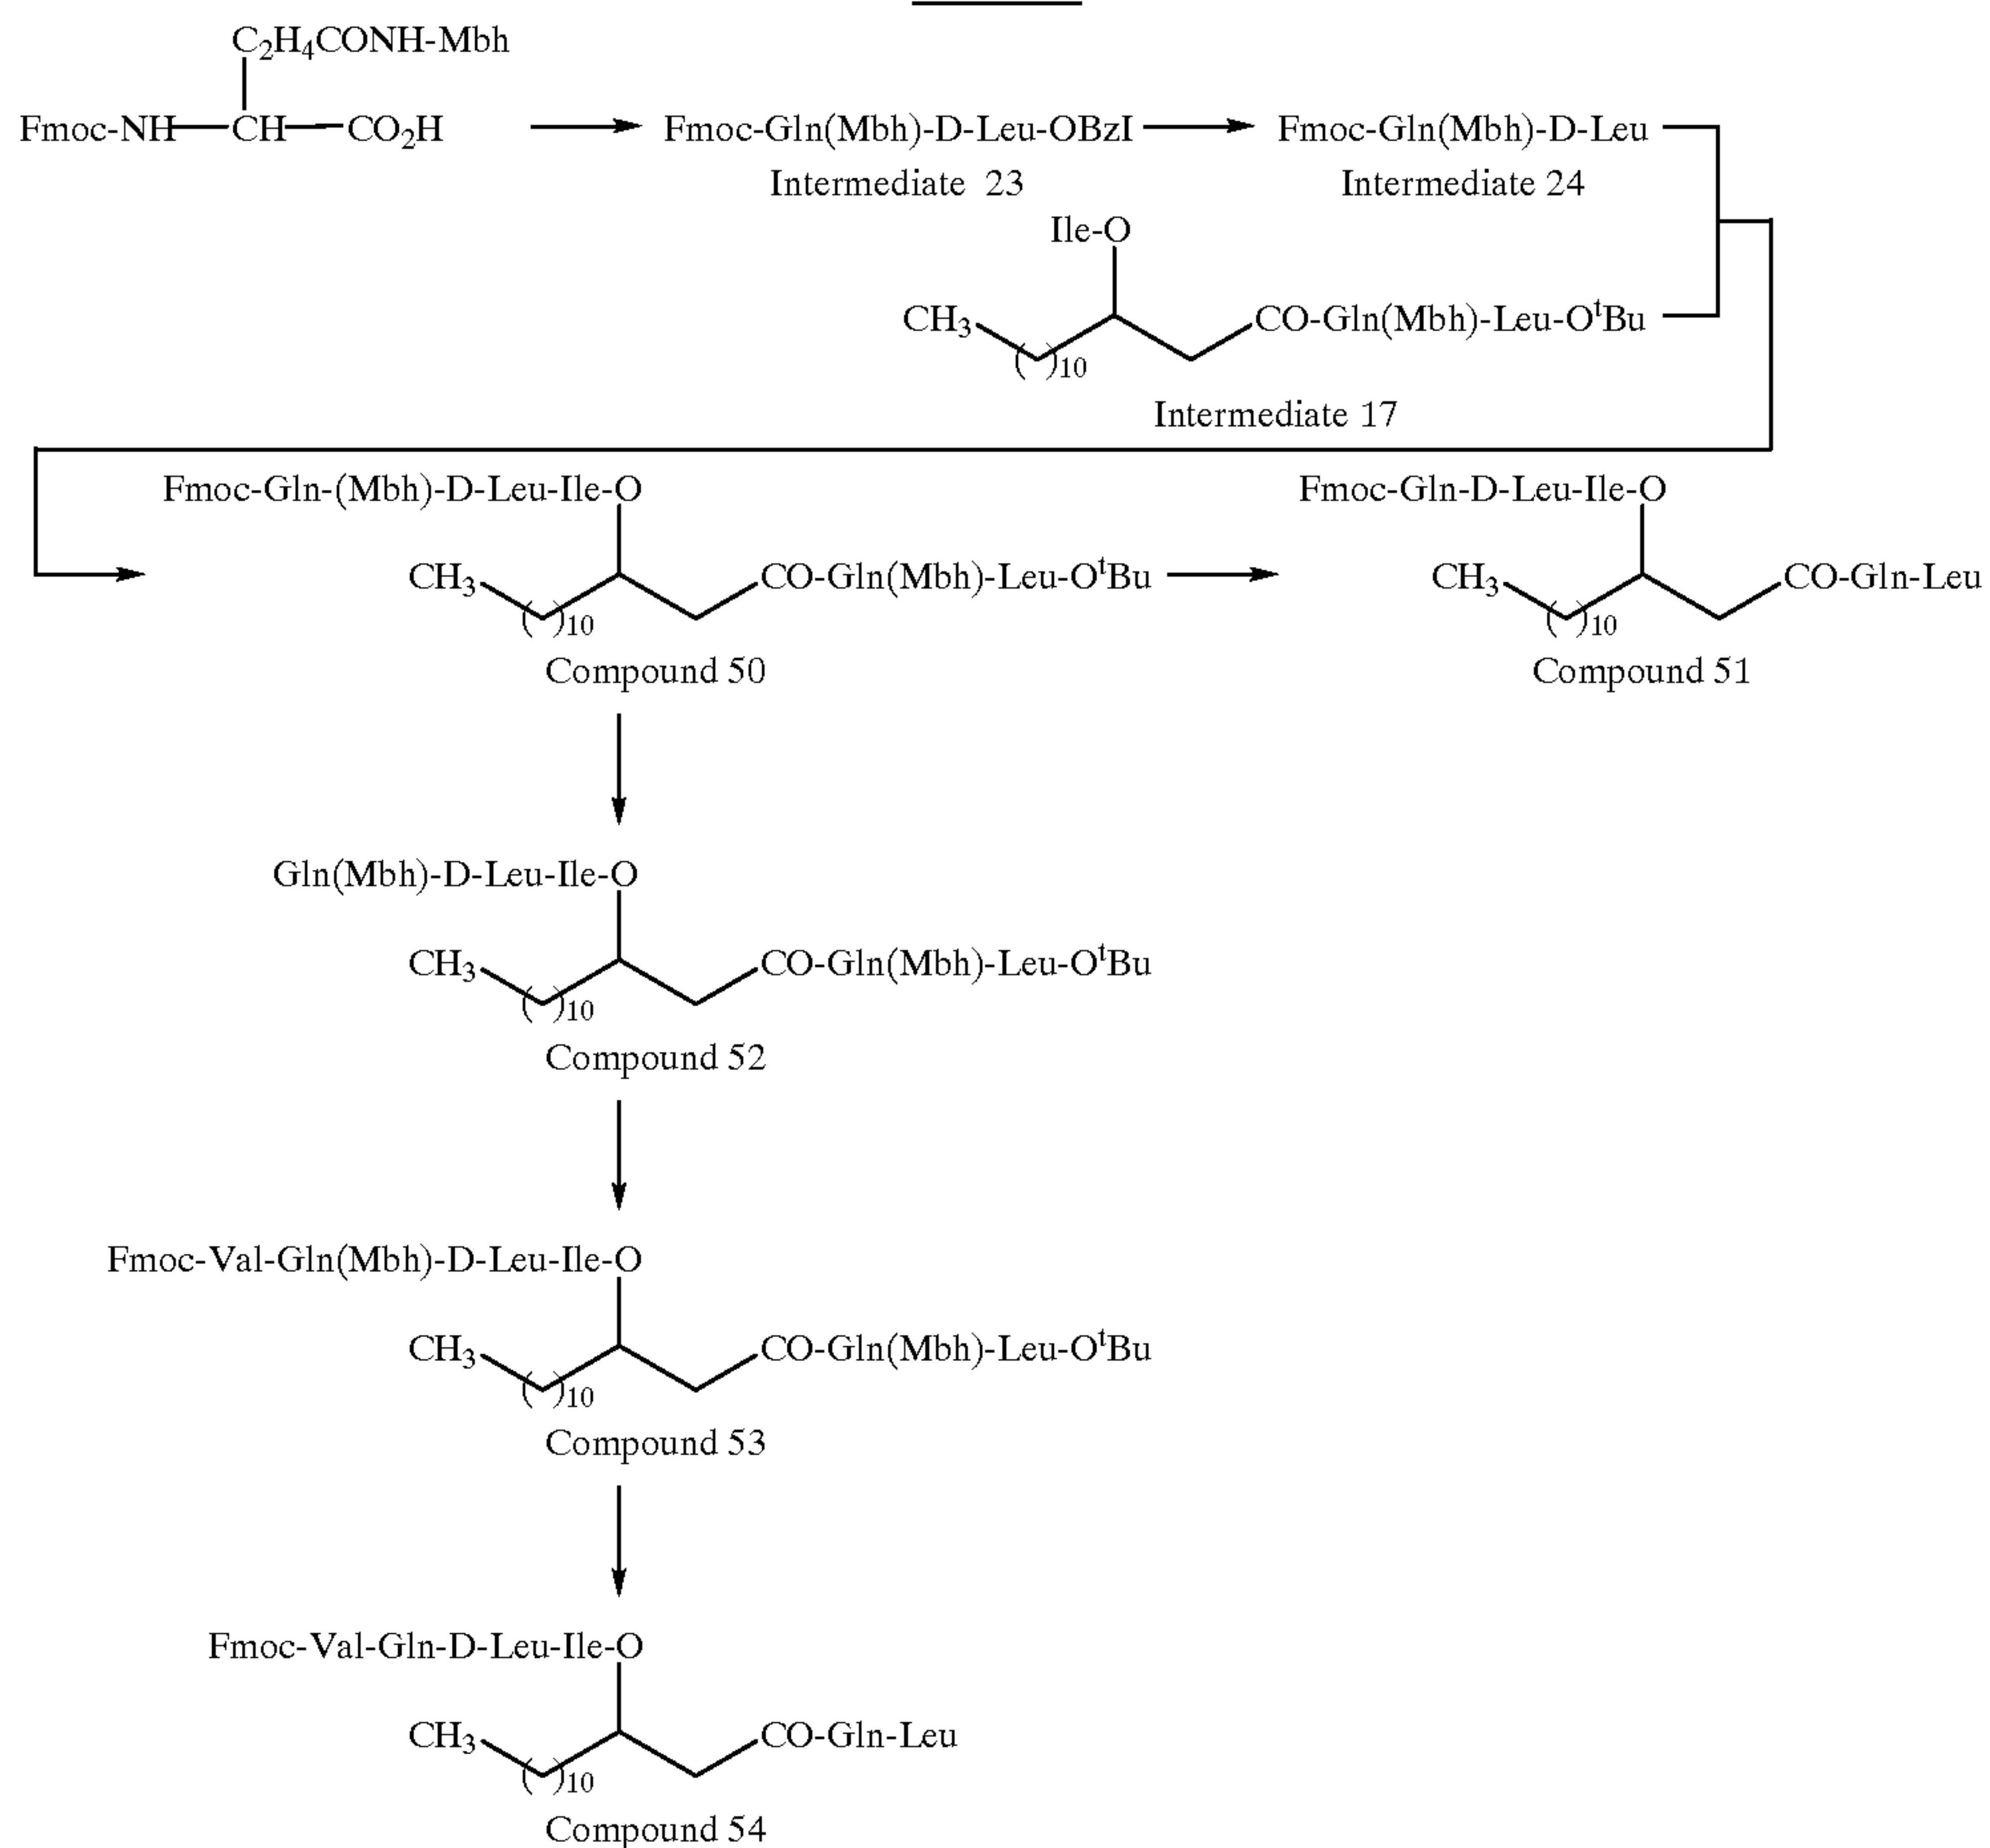 C₂H₄CONH-Mbh
Fmoc-NH CH CO₂H
Fmoc-Gln(Mbh)-D-Leu-OBzI
Intermediate 23
Fmoc-Gln(Mbh)-D-Leu
Intermediate 24
Ile-O
CH₃ ( )₁₀ CO-Gln(Mbh)-Leu-OᵗBu
Intermediate 17
Fmoc-Gln-(Mbh)-D-Leu-Ile-O
CH₃ ( )₁₀ CO-Gln(Mbh)-Leu-OᵗBu
Compound 50
Fmoc-Gln-D-Leu-Ile-O
CH₃ ( )₁₀ CO-Gln-Leu
Compound 51
Gln(Mbh)-D-Leu-Ile-O
CH₃ ( )₁₀ CO-Gln(Mbh)-Leu-OᵗBu
Compound 52
Fmoc-Val-Gln(Mbh)-D-Leu-Ile-O
CH₃ ( )₁₀ CO-Gln(Mbh)-Leu-OᵗBu
Compound 53
Fmoc-Val-Gln-D-Leu-Ile-O
CH₃ ( )₁₀ CO-Gln-Leu
Compound 54